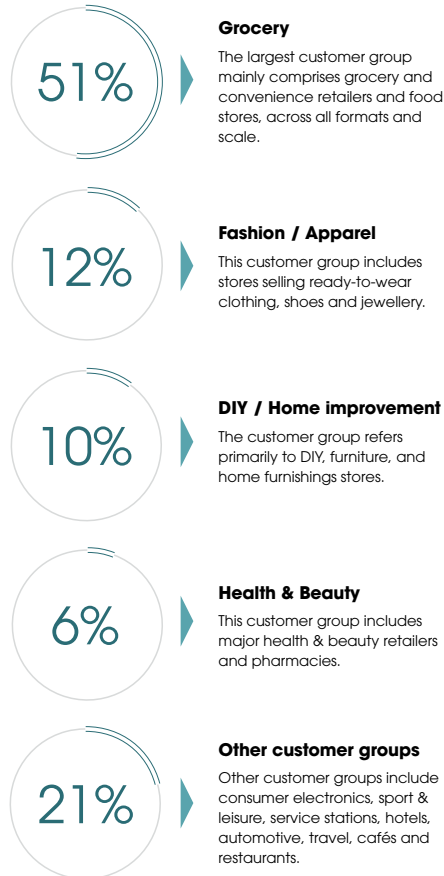 51%
Grocery
The largest customer group
mainly comprises grocery and
convenience retailers and food
stores, across all formats and
scale.
12%
Fashion / Apparel
This customer group includes
stores selling ready-to-wear
clothing, shoes and jewellery.
10%
DIY / Home improvement
The customer group refers
primarily to DIY, furniture, and
home furnishings stores.
6%
Health & Beauty
This customer group includes
major health & beauty retailers
and pharmacies.
21%
Other customer groups
Other customer groups include
consumer electronics, sport &
leisure, service stations, hotels,
automotive, travel, cafés and
restaurants.